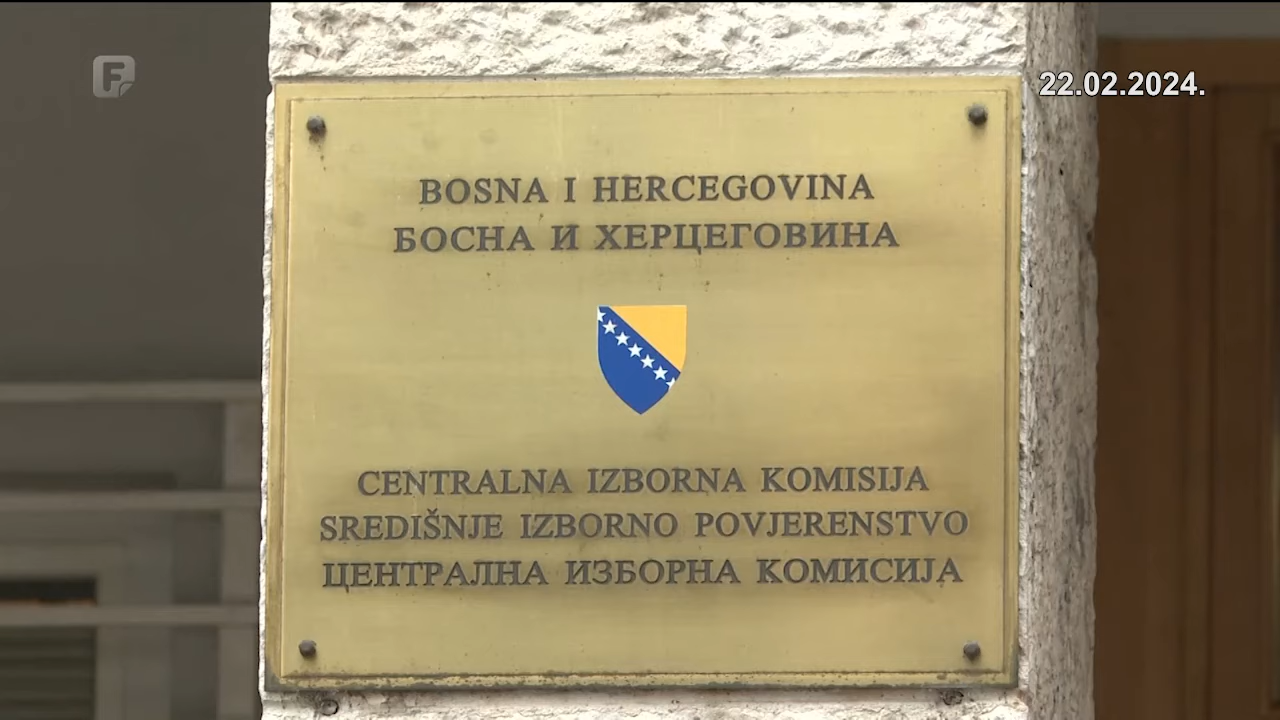 F
22.02.2024.
BOSNA I HERCEGOVINA
БОСНА И ХЕРЦЕГОВИНА
CENTRALNA IZBORNA KOMISIJA
SREDIŠNJE IZBORNO POVJERENSTVO
ЦЕНТРАЛНА ИЗБОРНА КОМИСИЈА